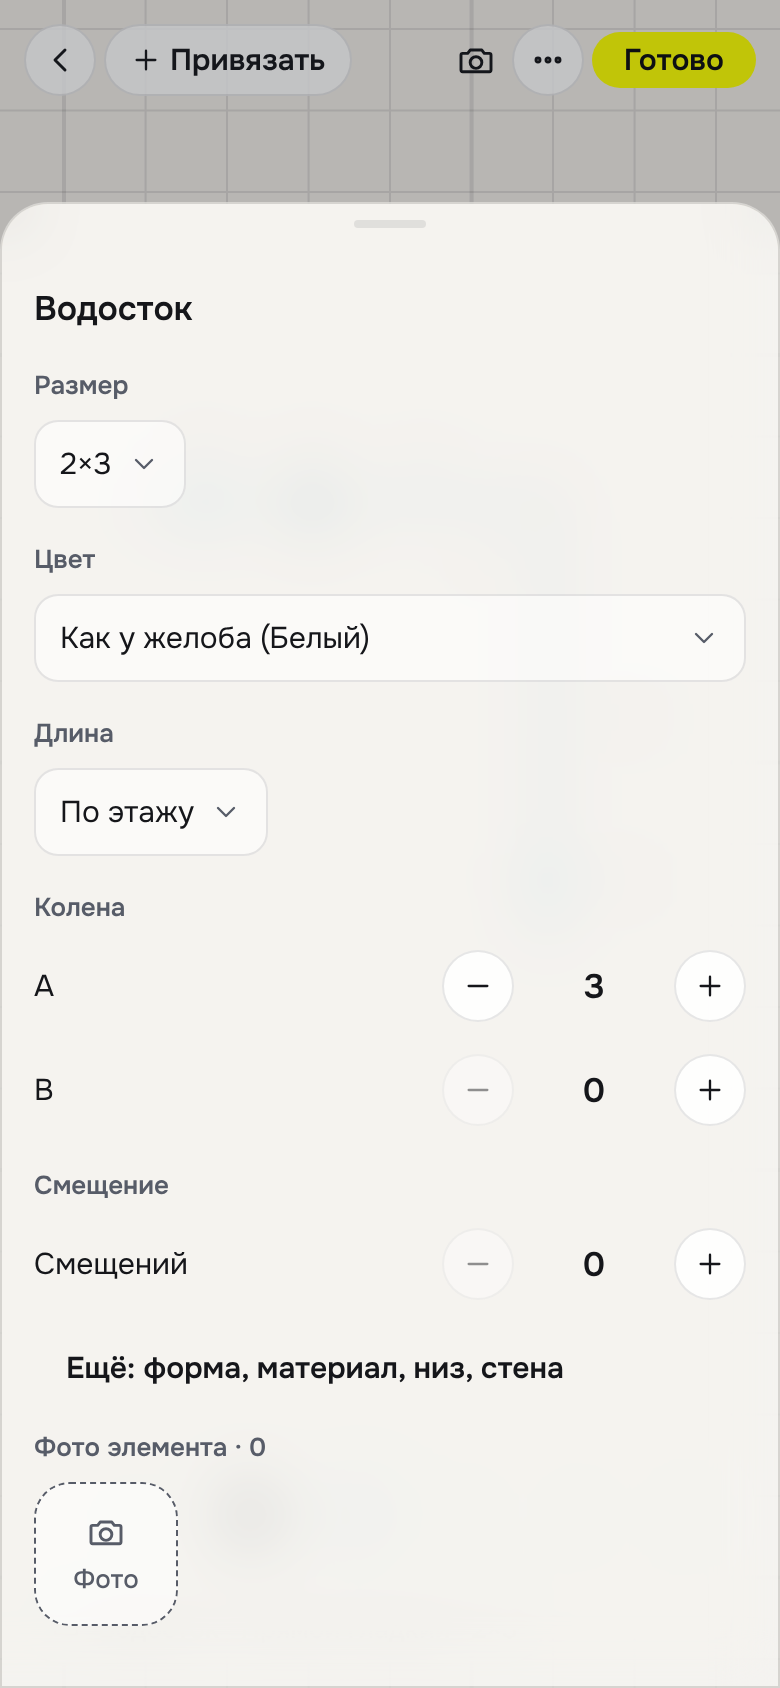 Привязать
Готово
Водосток
Размер
2×3
Цвет
Как у желоба (Белый)
Длина
По этажу
Колена
A
3
B
0
Смещение
Смещений
0
Ещё: форма, материал, низ, стена
Фото элемента · 0
Фото